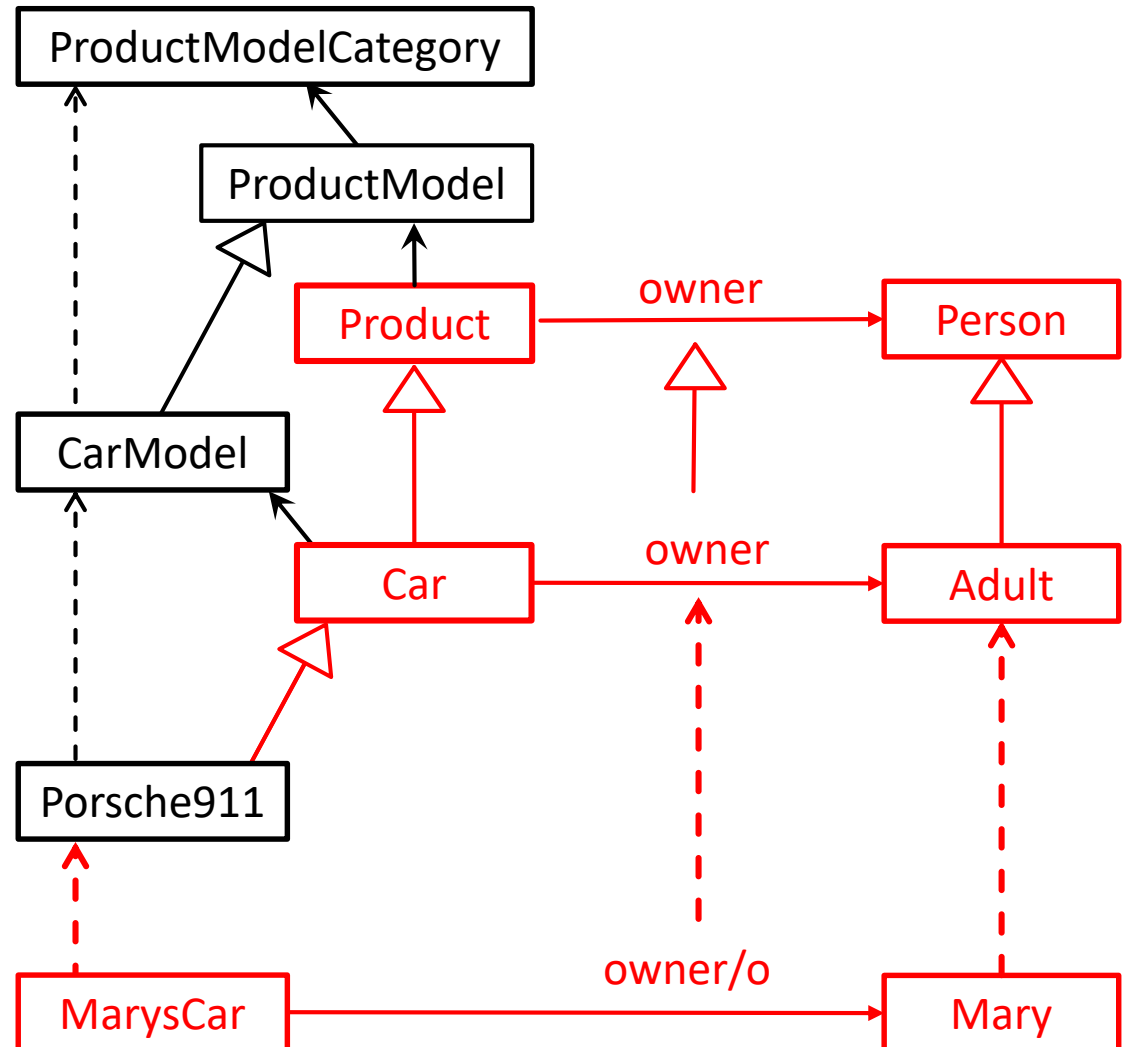 ProductModelCategory
ProductModel
owner
Product
Person
CarModel
owner
Car
Adult
Porsche911
owner/o
MarysCar
Mary